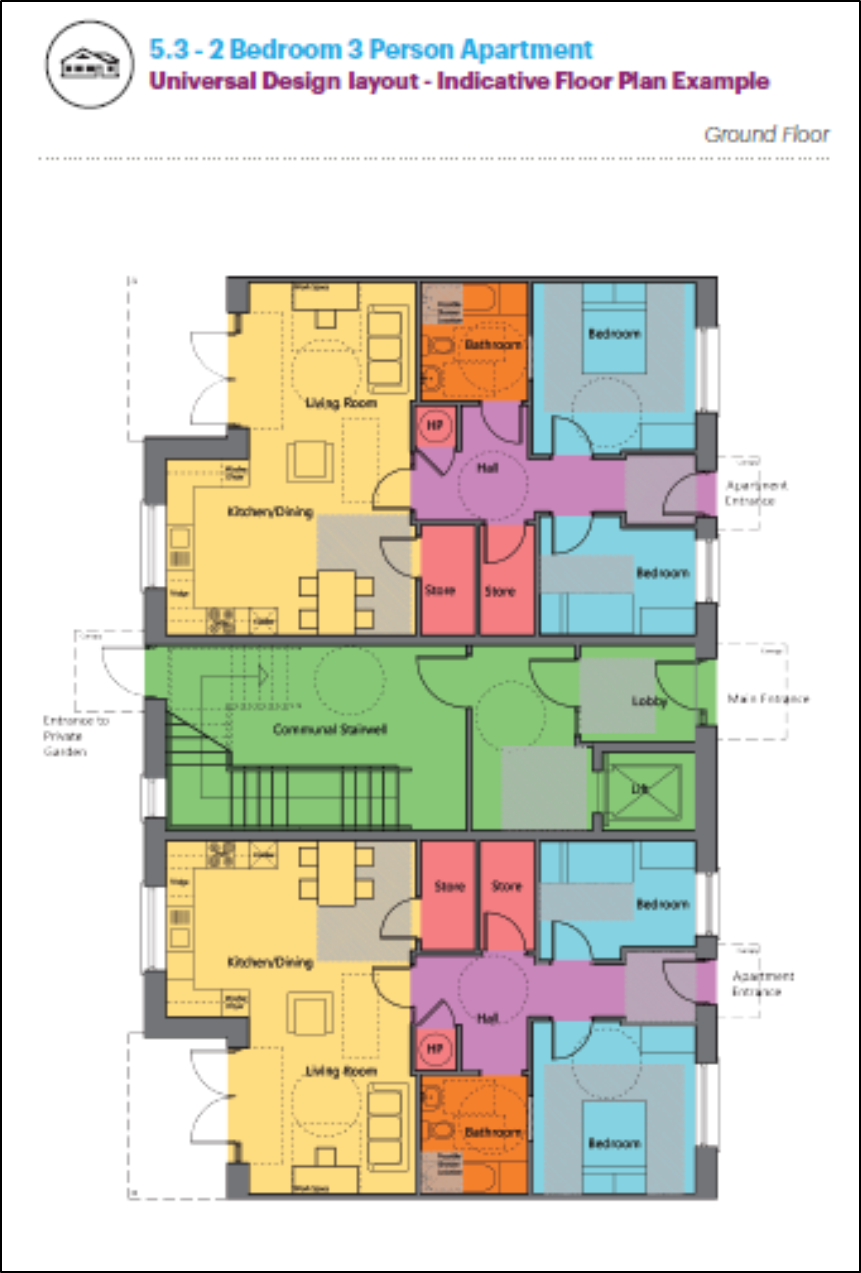 5.3 - 2 Bedroom 3 Person Apartment
Universal Design layout - Indicative Floor Plan Example
Ground Floor
Bedroom
Bathroom
Living Room
HP
Hall
Apartment
Entrance
Kitchen/Dining
Bedroom
Store
Store
Fridge
Lobby
Main Entrance
Entrance to
Private
Garden
Communal Stairwell
Lift
Fridge
Store
Store
Bedroom
Kitchen/Dining
Apartment
Entrance
Hall
HP
Living Room
Bathroom
Bedroom